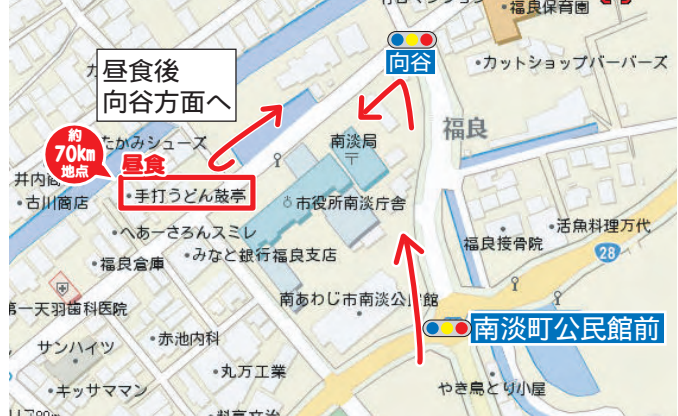 福良保育園
向谷
カットショップバーバーズ
昼食後
向谷方面へ
福良
南淡局
〒
たかみシューズ
約
70km
地点
昼食
手打うどん鼓亭
井内商
古川商店
市役所南淡庁舎
へあーさろんスミレ
みなと銀行福良支店
福良倉庫
福良接骨院
活魚料理万代
28
南あわじ市南淡公民館
第一天羽歯科医院
南淡町公民館前
赤池内科
サンハイツ
丸万工業
キッサママン
やき鳥とり小屋